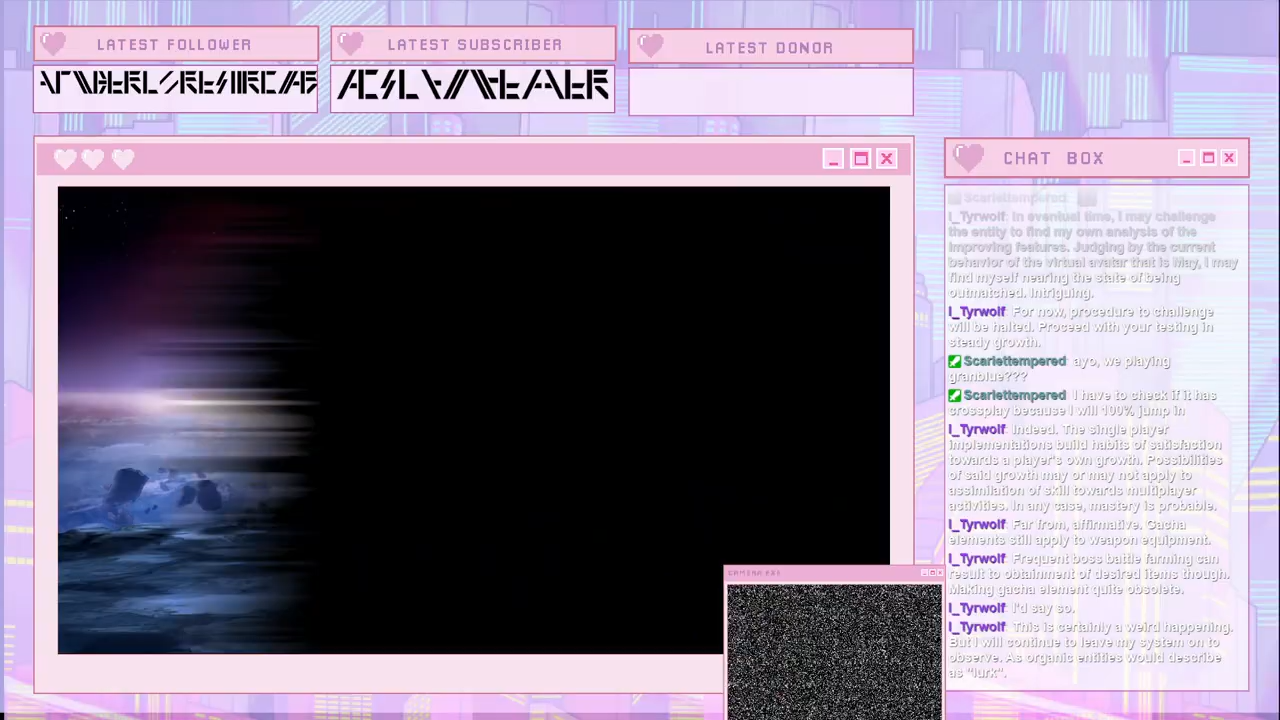 LATEST FOLLOWER
LATEST SUBSCRIBER
LATEST DONOR
CHAT BOX
Scarlettempered:
I_Tyrwolf: In eventual time, I may challenge
the entity to find my own analysis of the
improving features. Judging by the current
behavior of the virtual avatar that is May, I may
find myself nearing the state of being
outmatched. Intriguing.
I_Tyrwolf: For now, procedure to challenge
will be halted. Proceed with your testing in
steady growth.
Scarlettempered: ayo, we playing
granblue???
Scarlettempered: I have to check if it has
crossplay because I will 100% jump in
I_Tyrwolf: Indeed. The single player
implementations build habits of satisfaction
towards a player's own growth. Possibilities
of said growth may or may not apply to
assimilation of skill towards multiplayer
activities. In any case, mastery is probable.
I_Tyrwolf: Far from, affirmative. Gacha
elements still apply to weapon equipment.
I_Tyrwolf: Frequent boss battle farming can
result to obtainment of desired items though.
Making gacha element quite obsolete.
I_Tyrwolf: I'd say so.
I_Tyrwolf: This is certainly a weird happening.
But I will continue to leave my system on to
observe. As organic entities would describe
as "lurk".
CAMERA.EXE